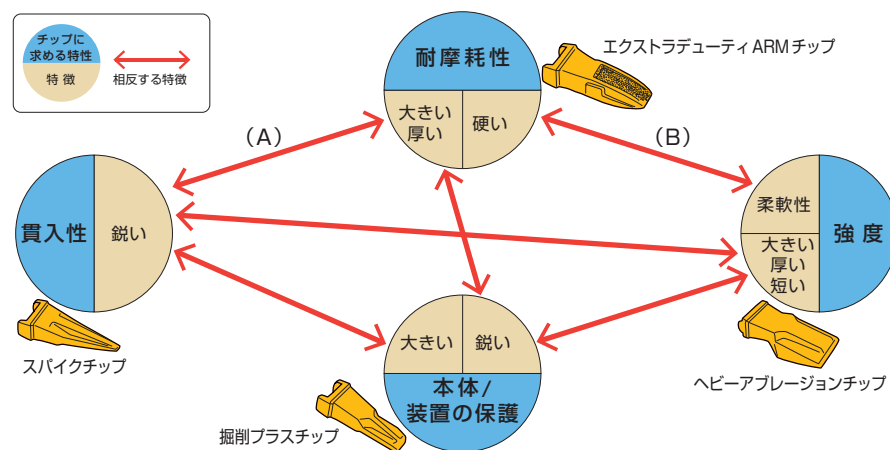 チップに
求める特性
特 徴
相反する特徴
耐摩耗性
大きい
厚い
硬い
エクストラデューティ ARM チップ
(A)
(B)
貫入性
鋭い
スパイクチップ
柔軟性
大きい
厚い
短い
強 度
ヘビーアブレージョンチップ
大きい
鋭い
本体/
装置の保護
掘削プラスチップ